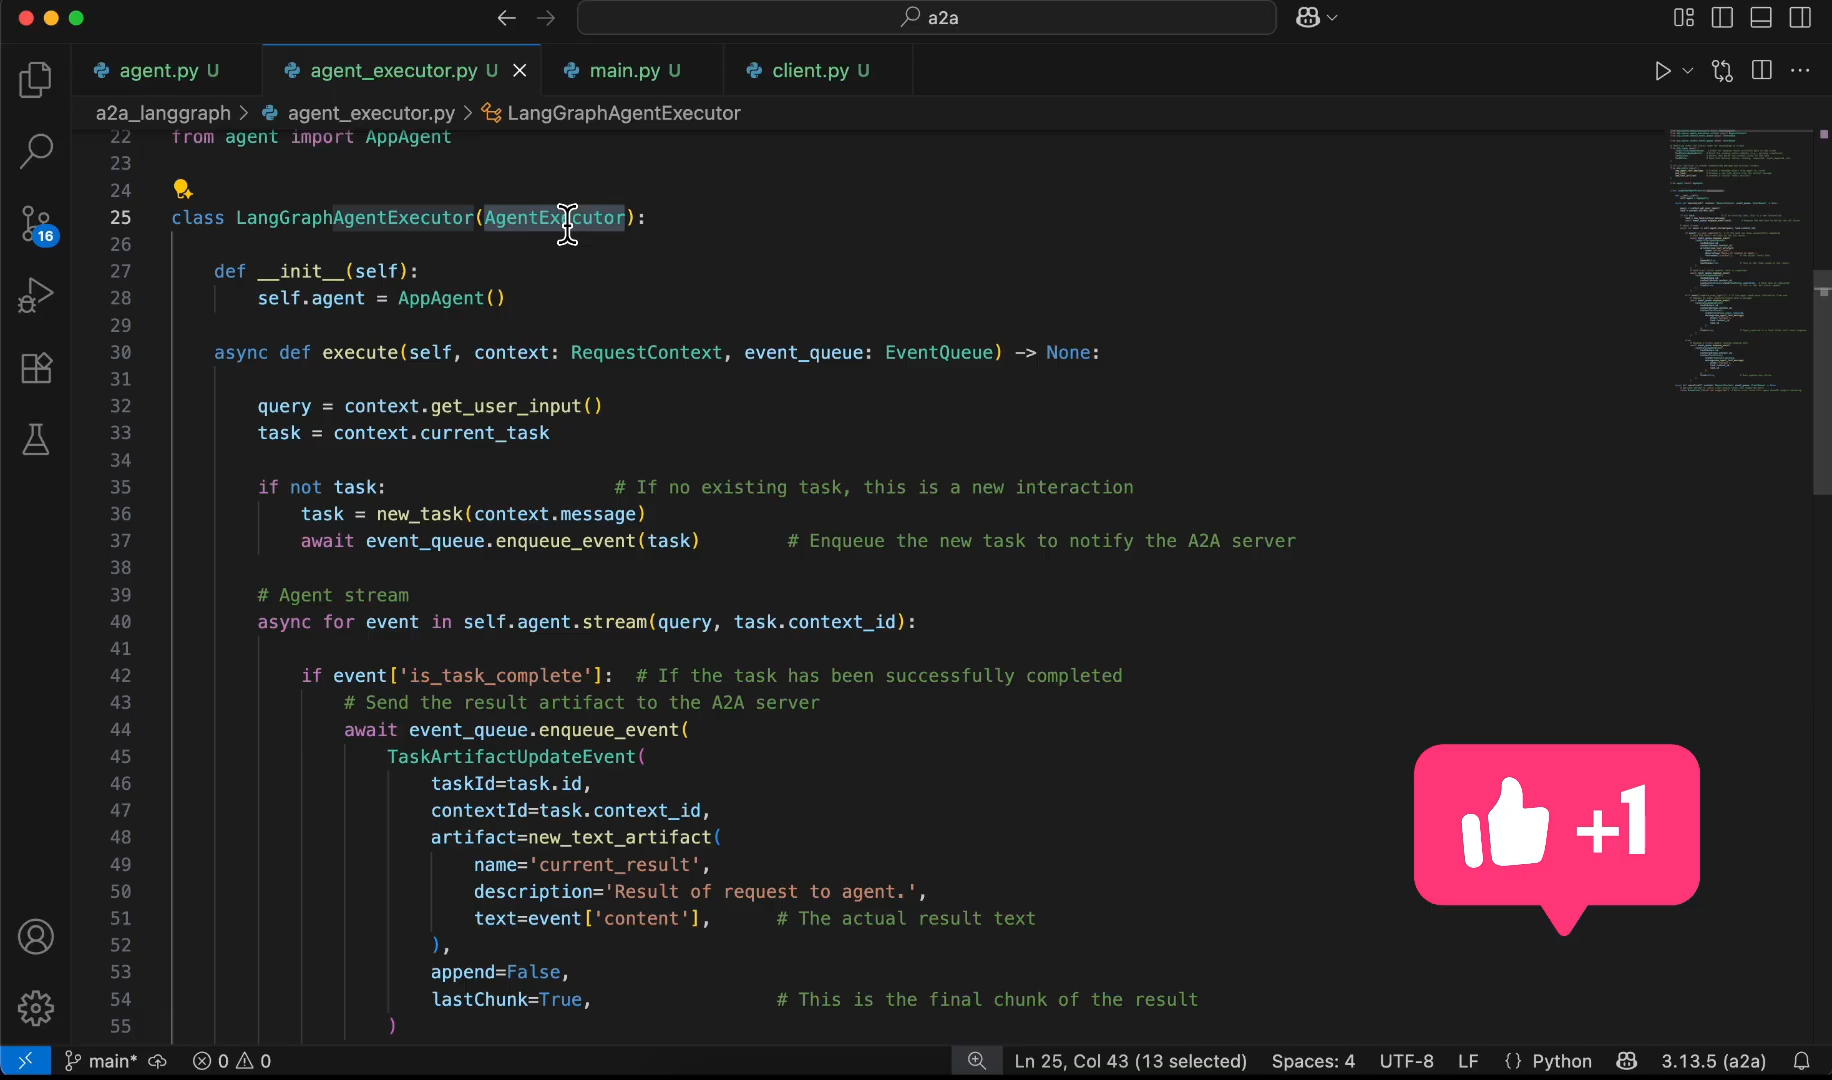 a2a
agent.py U
agent_executor.py U
main.py U
client.py U
a2a_langgraph > agent_executor.py > LangGraphAgentExecutor
22 from agent import AppAgent
23
24
25 class LangGraphAgentExecutor(AgentExecutor):
26
27 def __init__(self):
28 self.agent = AppAgent()
29
30 async def execute(self, context: RequestContext, event_queue: EventQueue) -> None:
31
32 query = context.get_user_input()
33 task = context.current_task
34
35 if not task: # If no existing task, this is a new interaction
36 task = new_task(context.message)
37 await event_queue.enqueue_event(task) # Enqueue the new task to notify the A2A server
38
39 # Agent stream
40 async for event in self.agent.stream(query, task.context_id):
41
42 if event['is_task_complete']: # If the task has been successfully completed
43 # Send the result artifact to the A2A server
44 await event_queue.enqueue_event(
45 TaskArtifactUpdateEvent(
46 taskId=task.id,
47 contextId=task.context_id,
48 artifact=new_text_artifact(
49 name='current_result',
50 description='Result of request to agent.',
51 text=event['content'], # The actual result text
52 ),
53 append=False,
54 lastChunk=True, # This is the final chunk of the result
55 )
16
+1
main* 0 0 Ln 25, Col 43 (13 selected) Spaces: 4 UTF-8 LF {} Python 3.13.5 (a2a)